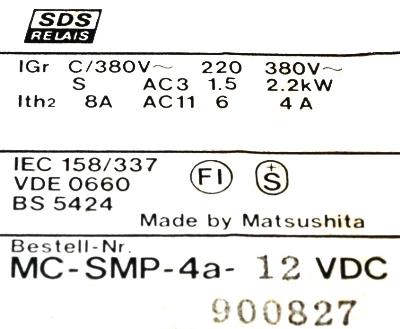 SDS
RELAIS
IGr C/380V~ 220 380V~
S AC3 1.5 2.2kW
Ith2 8A AC11 6 4A
IEC 158/337
VDE 0660
BS 5424
FI
+S
Made by Matsushita
Bestell-Nr.
MC-SMP-4a- 12 VDC
900827